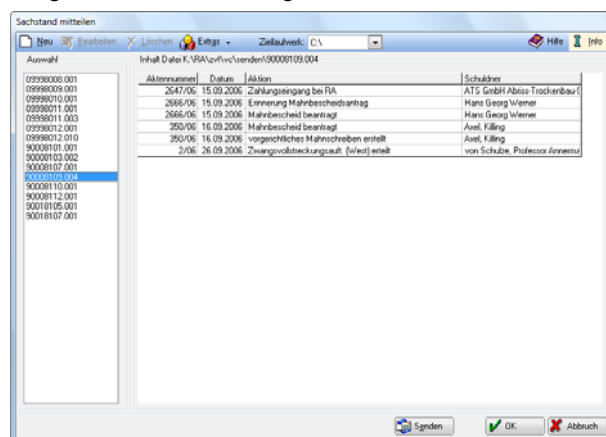 Sachstand mitteilen
Neu Bearbeiten Löschen Extras Ziellaufwerk: C:\ Hilfe Info
Auswahl
Inhalt Datei K:\RA\zvf\vc\senden\90008109.004
09998008.001
09998009.001
09998010.001
09998011.001
09998011.003
09998012.001
09998012.010
90008101.001
90008103.002
90008107.001
90008109.004
90008110.001
90008112.001
90018105.001
90018107.001
Aktennummer Datum Aktion Schuldner
2647/06 15.09.2006 Zahlungseingang bei RA ATS GmbH Abriss-Trockenbau-S
2666/06 15.09.2006 Erinnerung Mahnbescheidsantrag Hans Georg Werner
2666/06 15.09.2006 Mahnbescheid beantragt Hans Georg Werner
350/06 16.09.2006 Mahnbescheid beantragt Axel, Killing
350/06 16.09.2006 vorgerichtliches Mahnschreiben erstellt Axel, Killing
2/06 26.09.2006 Zwangsvollstreckungsauft. (West) erteilt von Schulze, Professor Annemar
Senden OK Abbruch